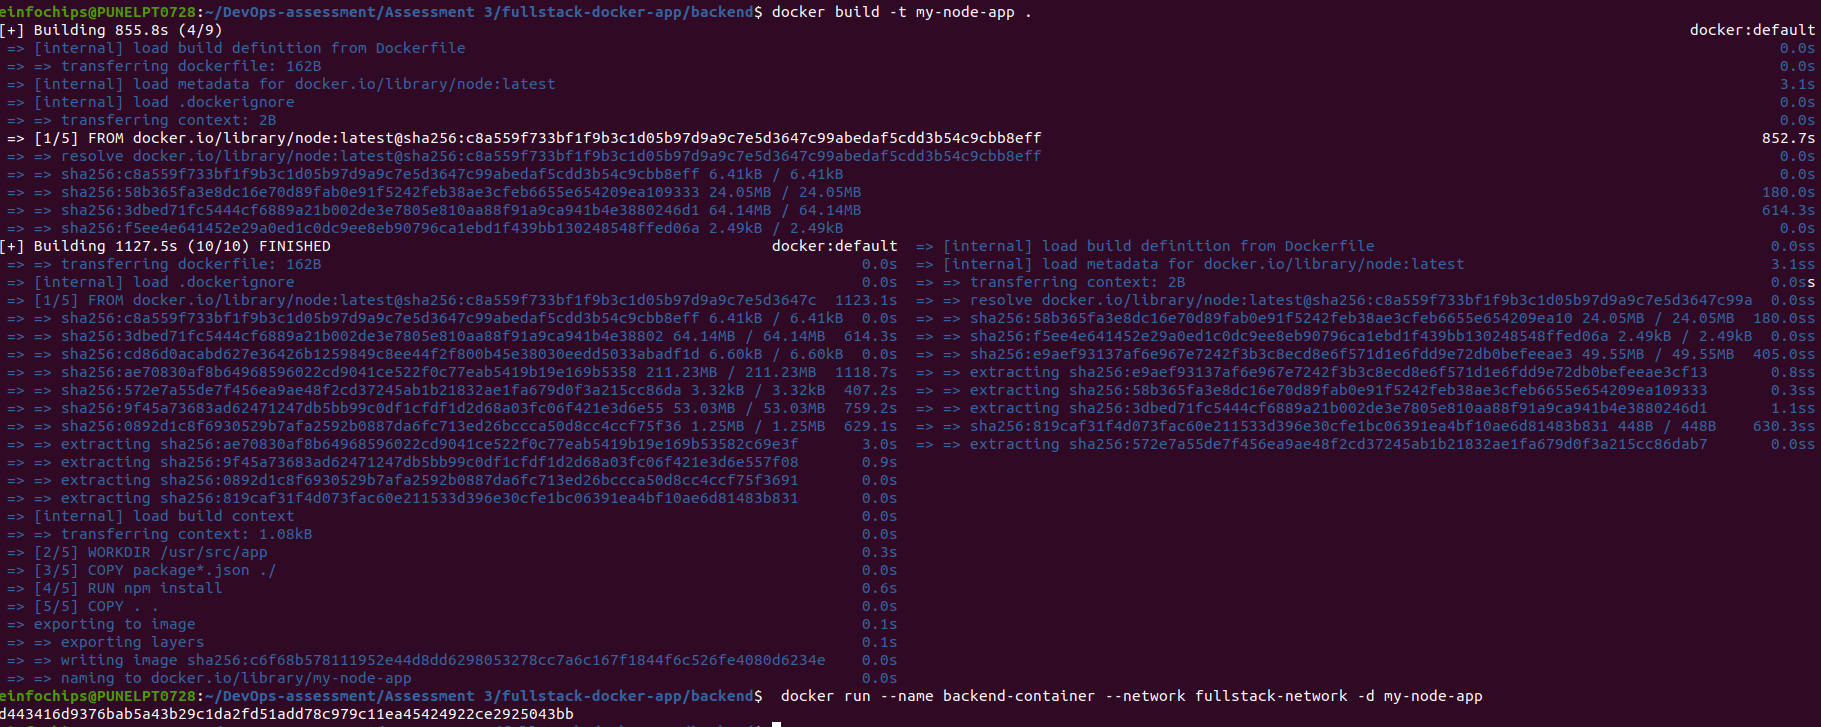 einfochips@PUNELPT0728:~/DevOps-assessment/Assessment 3/fullstack-docker-app/backend$ docker build -t my-node-app .
[+] Building 855.8s (4/9) docker:default
=> [internal] load build definition from Dockerfile 0.0s
=> => transferring dockerfile: 162B 0.0s
=> [internal] load metadata for docker.io/library/node:latest 3.1s
=> [internal] load .dockerignore 0.0s
=> => transferring context: 2B 0.0s
=> [1/5] FROM docker.io/library/node:latest@sha256:c8a559f733bf1f9b3c1d05b97d9a9c7e5d3647c99abedaf5cdd3b54c9cbb8eff 852.7s
=> => resolve docker.io/library/node:latest@sha256:c8a559f733bf1f9b3c1d05b97d9a9c7e5d3647c99abedaf5cdd3b54c9cbb8eff 0.0s
=> => sha256:c8a559f733bf1f9b3c1d05b97d9a9c7e5d3647c99abedaf5cdd3b54c9cbb8eff 6.41kB / 6.41kB 0.0s
=> => sha256:58b365fa3e8dc16e70d89fab0e91f5242feb38ae3cfeb6655e654209ea109333 24.05MB / 24.05MB 180.0s
=> => sha256:3dbed71fc5444cf6889a21b002de3e7805e810aa88f91a9ca941b4e3880246d1 64.14MB / 64.14MB 614.3s
=> => sha256:f5ee4e641452e29a0ed1c0dc9ee8eb90796ca1ebd1f439bb130248548ffed06a 2.49kB / 2.49kB 0.0s
[+] Building 1127.5s (10/10) FINISHED docker:default => [internal] load build definition from Dockerfile 0.0ss
=> => transferring dockerfile: 162B 0.0s => [internal] load metadata for docker.io/library/node:latest 3.1ss
=> [internal] load .dockerignore 0.0s => => transferring context: 2B 0.0ss
=> [1/5] FROM docker.io/library/node:latest@sha256:c8a559f733bf1f9b3c1d05b97d9a9c7e5d3647c 1123.1s => => resolve docker.io/library/node:latest@sha256:c8a559f733bf1f9b3c1d05b97d9a9c7e5d3647c99a 0.0ss
=> => sha256:c8a559f733bf1f9b3c1d05b97d9a9c7e5d3647c99abedaf5cdd3b54c9cbb8eff 6.41kB / 6.41kB 0.0s => => sha256:58b365fa3e8dc16e70d89fab0e91f5242feb38ae3cfeb6655e654209ea10 24.05MB / 24.05MB 180.0ss
=> => sha256:3dbed71fc5444cf6889a21b002de3e7805e810aa88f91a9ca941b4e38802 64.14MB / 64.14MB 614.3s => => sha256:f5ee4e641452e29a0ed1c0dc9ee8eb90796ca1ebd1f439bb130248548ffed06a 2.49kB / 2.49kB 0.0ss
=> => sha256:cd86d0acabd627e36426b1259849c8ee44f2f800b45e38030eedd5033abadf1d 6.60kB / 6.60kB 0.0s => => sha256:e9aef93137af6e967e7242f3b3c8ecd8e6f571d1e6fdd9e72db0befeeae3 49.55MB / 49.55MB 405.0ss
=> => sha256:ae70830af8b64968596022cd9041ce522f0c77eab5419b19e169b5358 211.23MB / 211.23MB 1118.7s => => extracting sha256:e9aef93137af6e967e7242f3b3c8ecd8e6f571d1e6fdd9e72db0befeeae3cf13 0.8ss
=> => sha256:572e7a55de7f456ea9ae48f2cd37245ab1b21832ae1fa679d0f3a215cc86da 3.32kB / 3.32kB 407.2s => => extracting sha256:58b365fa3e8dc16e70d89fab0e91f5242feb38ae3cfeb6655e654209ea109333 0.3ss
=> => sha256:9f45a73683ad62471247db5bb99c0df1cfdf1d2d68a03fc06f421e3d6e55 53.03MB / 53.03MB 759.2s => => extracting sha256:3dbed71fc5444cf6889a21b002de3e7805e810aa88f91a9ca941b4e3880246d1 1.1ss
=> => sha256:0892d1c8f6930529b7afa2592b0887da6fc713ed26bccca50d8cc4ccf75f36 1.25MB / 1.25MB 629.1s => => sha256:819caf31f4d073fac60e211533d396e30cfe1bc06391ea4bf10ae6d81483b831 448B / 448B 630.3ss
=> => extracting sha256:ae70830af8b64968596022cd9041ce522f0c77eab5419b19e169b53582c69e3f 3.0s => => extracting sha256:572e7a55de7f456ea9ae48f2cd37245ab1b21832ae1fa679d0f3a215cc86dab7 0.0ss
=> => extracting sha256:9f45a73683ad62471247db5bb99c0df1cfdf1d2d68a03fc06f421e3d6e557f08 0.9s
=> => extracting sha256:0892d1c8f6930529b7afa2592b0887da6fc713ed26bccca50d8cc4ccf75f3691 0.0s
=> => extracting sha256:819caf31f4d073fac60e211533d396e30cfe1bc06391ea4bf10ae6d81483b831 0.0s
=> [internal] load build context 0.0s
=> => transferring context: 1.08kB 0.0s
=> [2/5] WORKDIR /usr/src/app 0.3s
=> [3/5] COPY package*.json ./ 0.0s
=> [4/5] RUN npm install 0.6s
=> [5/5] COPY . . 0.0s
=> exporting to image 0.1s
=> => exporting layers 0.1s
=> => writing image sha256:c6f68b578111952e44d8dd6298053278cc7a6c167f1844f6c526fe4080d6234e 0.0s
=> => naming to docker.io/library/my-node-app 0.0s
einfochips@PUNELPT0728:~/DevOps-assessment/Assessment 3/fullstack-docker-app/backend$ docker run --name backend-container --network fullstack-network -d my-node-app
d443416d9376bab5a43b29c1da2fd51add78c979c11ea45424922ce2925043bb